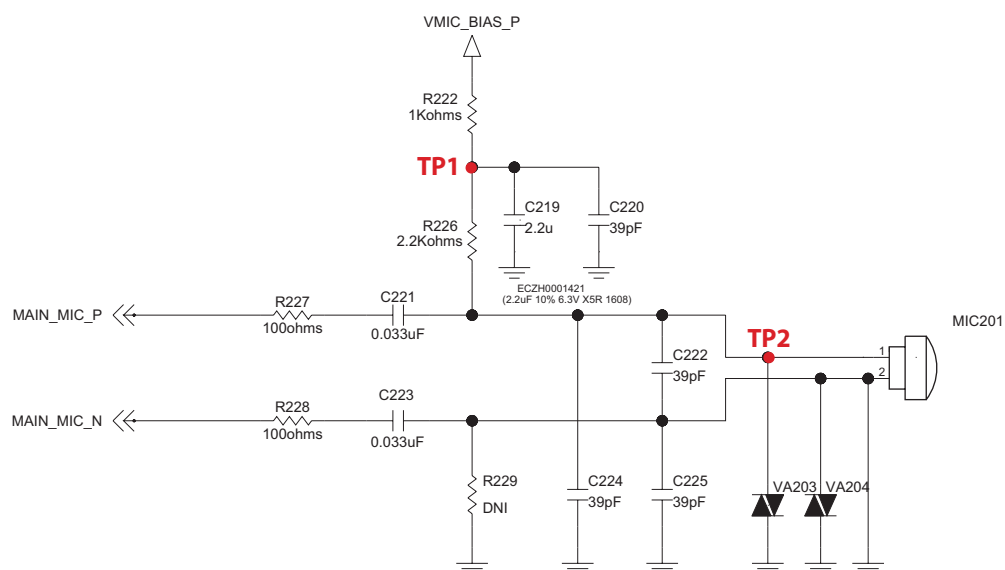 VMIC_BIAS_P
R222
1Kohms
TP1
C219
2.2u
C220
39pF
R226
2.2Kohms
ECZH0001421
(2.2uF 10% 6.3V X5R 1608)
MAIN_MIC_P
R227
100ohms
C221
0.033uF
MIC201
TP2
1
2
C222
39pF
MAIN_MIC_N
R228
100ohms
C223
0.033uF
R229
DNI
C224
39pF
C225
39pF
VA203
VA204